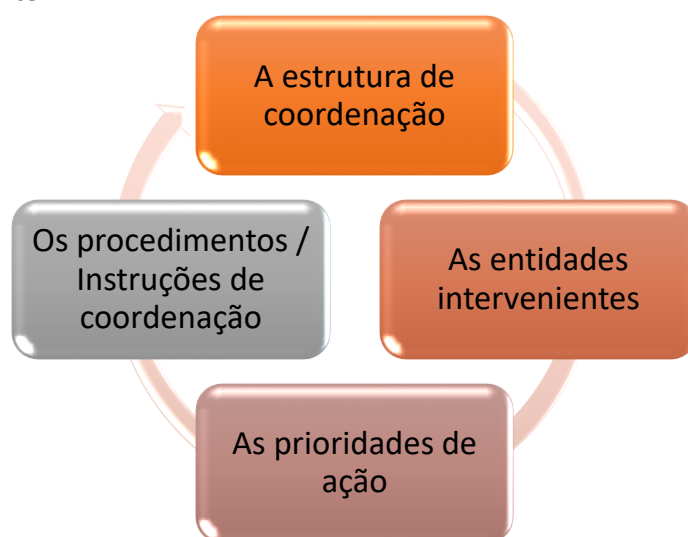 A estrutura de
coordenação
As entidades
intervenientes
As prioridades de
ação
Os procedimentos /
Instruções de
coordenação